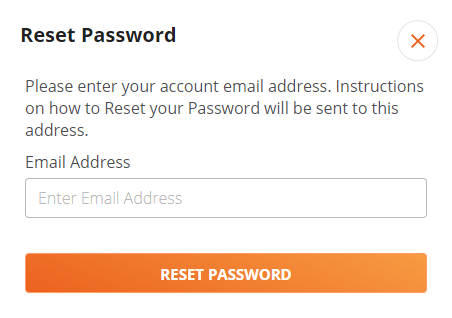 Reset Password
Please enter your account email address. Instructions
on how to Reset your Password will be sent to this
address.
Email Address
Enter Email Address
RESET PASSWORD